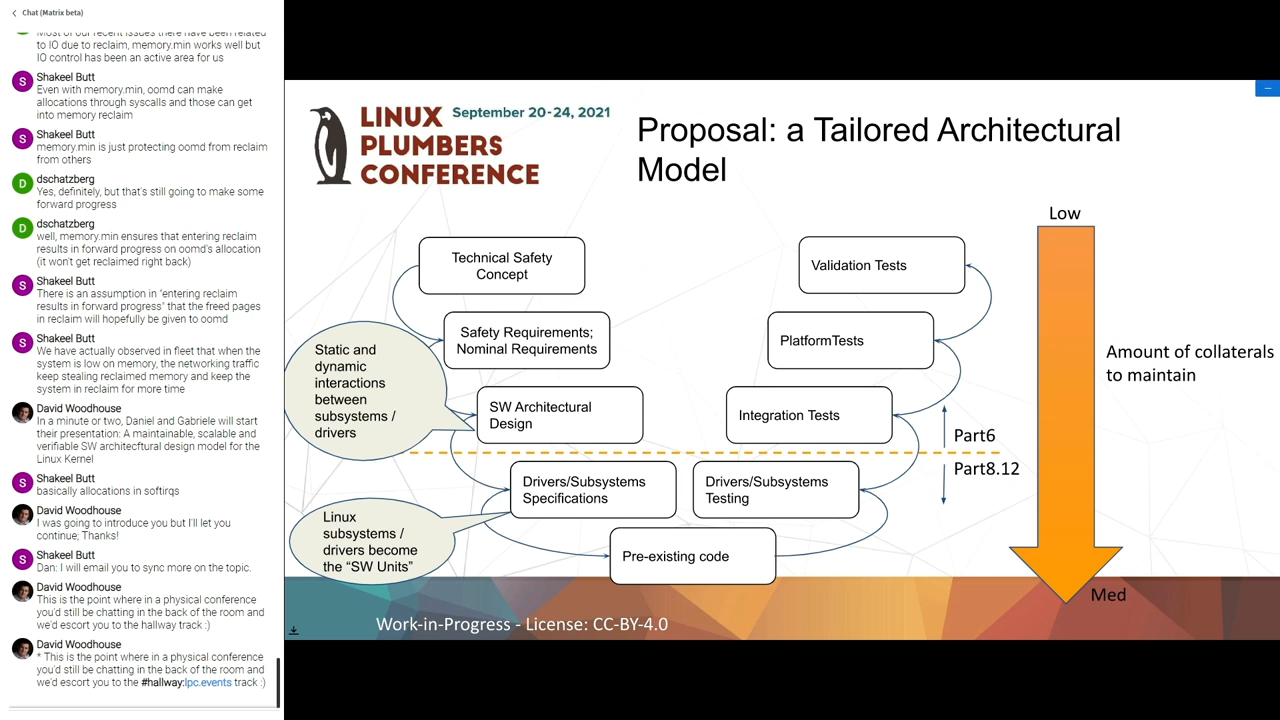 Chat (Matrix beta)
Most of our recent issues there have been related
to IO due to reclaim, memory.min works well but
IO control has been an active area for us
S
Shakeel Butt
Even with memory.min, oomd can make
allocations through syscalls and those can get
into memory reclaim
S
Shakeel Butt
memory.min is just protecting oomd from reclaim
from others
D
dschatzberg
Yes, definitely, but that's still going to make some
forward progress
D
dschatzberg
well, memory.min ensures that entering reclaim
results in forward progress on oomd's allocation
(it won't get reclaimed right back)
S
Shakeel Butt
There is an assumption in "entering reclaim
results in forward progress" that the freed pages
in reclaim will hopefully be given to oomd
S
Shakeel Butt
We have actually observed in fleet that when the
system is low on memory, the networking traffic
keep stealing reclaimed memory and keep the
system in reclaim for more time
David Woodhouse
In a minute or two, Daniel and Gabriele will start
their presentation: A maintainable, scalable and
verifiable SW architecftural design model for the
Linux Kernel
S
Shakeel Butt
basically allocations in softirqs
David Woodhouse
I was going to introduce you but I'll let you
continue; Thanks!
S
Shakeel Butt
Dan: I will email you to sync more on the topic.
David Woodhouse
This is the point where in a physical conference
you'd still be chatting in the back of the room and
we'd escort you to the hallway track :)
David Woodhouse
* This is the point where in a physical conference
you'd still be chatting in the back of the room and
we'd escort you to the #hallway:lpc.events track :)
LINUX
PLUMBERS
CONFERENCE
September 20-24, 2021
Proposal: a Tailored Architectural
Model
Technical Safety
Concept
Safety Requirements;
Nominal Requirements
SW Architectural
Design
Drivers/Subsystems
Specifications
Pre-existing code
Drivers/Subsystems
Testing
Integration Tests
PlatformTests
Validation Tests
Static and
dynamic
interactions
between
subsystems /
drivers
Linux
subsystems /
drivers become
the “SW Units”
Part6
Part8.12
Low
Amount of collaterals
to maintain
Med
Work-in-Progress - License: CC-BY-4.0